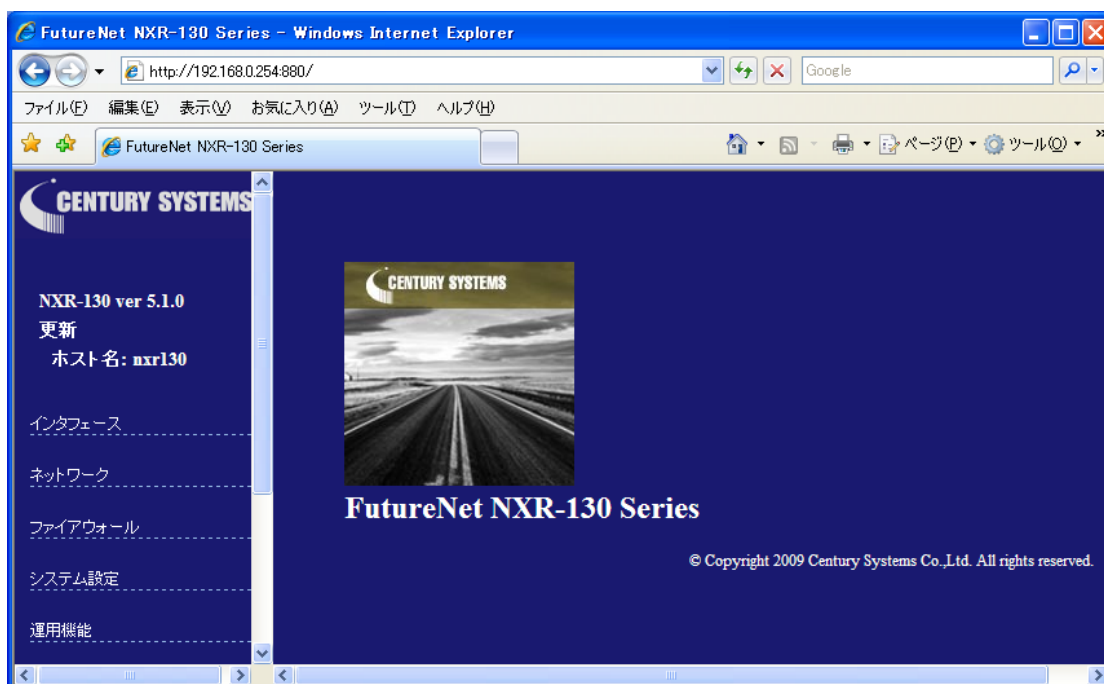 FutureNet NXR-130 Series - Windows Internet Explorer
http://192.168.0.254:880/
Google
ファイル(F) 編集(E) 表示(V) お気に入り(A) ツール(T) ヘルプ(H)
FutureNet NXR-130 Series
ページ(P) ツール(O)
CENTURY SYSTEMS
NXR-130 ver 5.1.0
更新
ホスト名: nxr130
インタフェース
ネットワーク
ファイアウォール
システム設定
運用機能
CENTURY SYSTEMS
FutureNet NXR-130 Series
© Copyright 2009 Century Systems Co.,Ltd. All rights reserved.